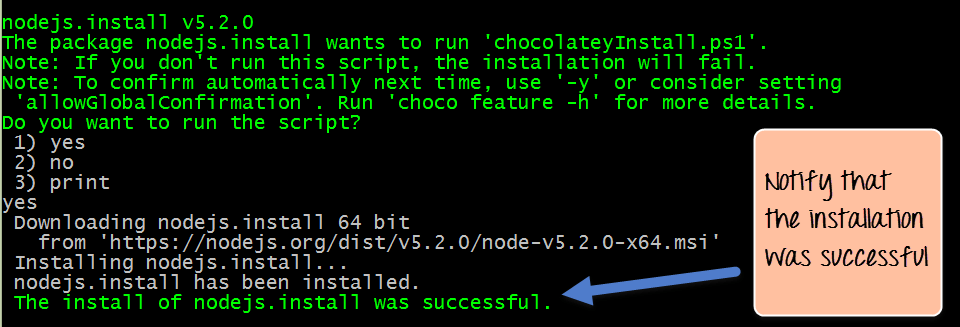 nodejs.install v5.2.0
The package nodejs.install wants to run 'chocolateyInstall.ps1'.
Note: If you don't run this script, the installation will fail.
Note: To confirm automatically next time, use '-y' or consider setting
'allowGlobalConfirmation'. Run 'choco feature -h' for more details.
Do you want to run the script?
1) yes
2) no
3) print
yes
Downloading nodejs.install 64 bit
from 'https://nodejs.org/dist/v5.2.0/node-v5.2.0-x64.msi'
Installing nodejs.install...
nodejs.install has been installed.
The install of nodejs.install was successful.
Notify that
the installation
was successful